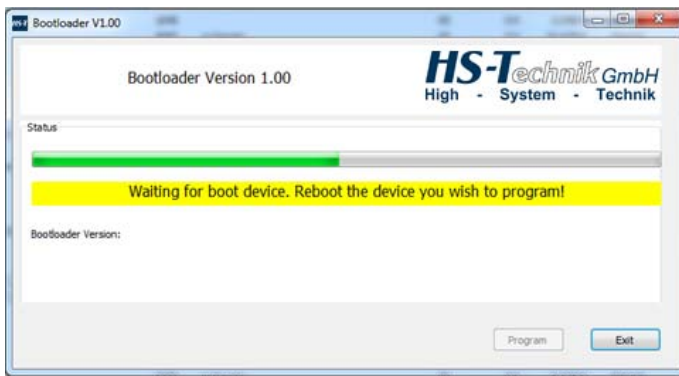 Bootloader V1.00
Bootloader Version 1.00
HS-Technik GmbH
High - System - Technik
Status
Waiting for boot device. Reboot the device you wish to program!
Bootloader Version:
Program
Exit